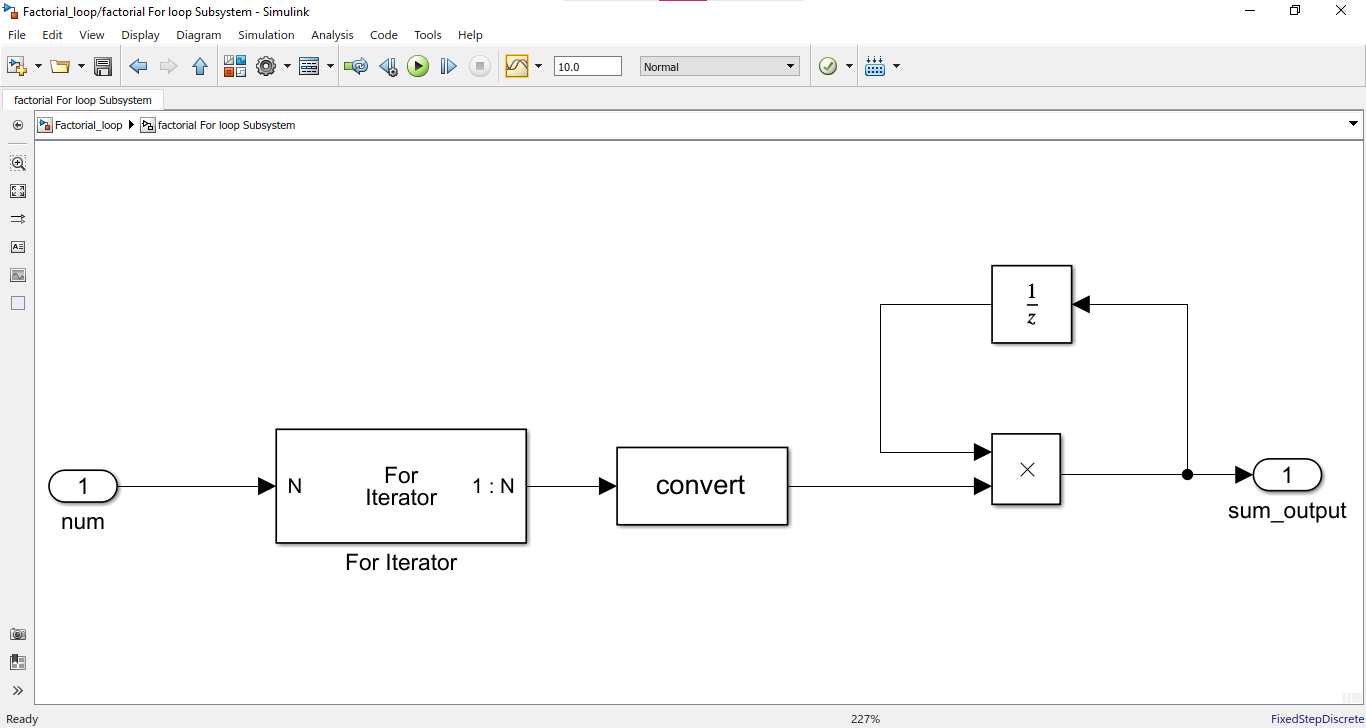 Factorial_loop/factorial For loop Subsystem - Simulink
File Edit View Display Diagram Simulation Analysis Code Tools Help
10.0 Normal
factorial For loop Subsystem
Factorial_loop factorial For loop Subsystem
1
z
1
num
N
For
Iterator
1 : N
For Iterator
convert
×
1
sum_output
Ready 227% FixedStepDiscrete